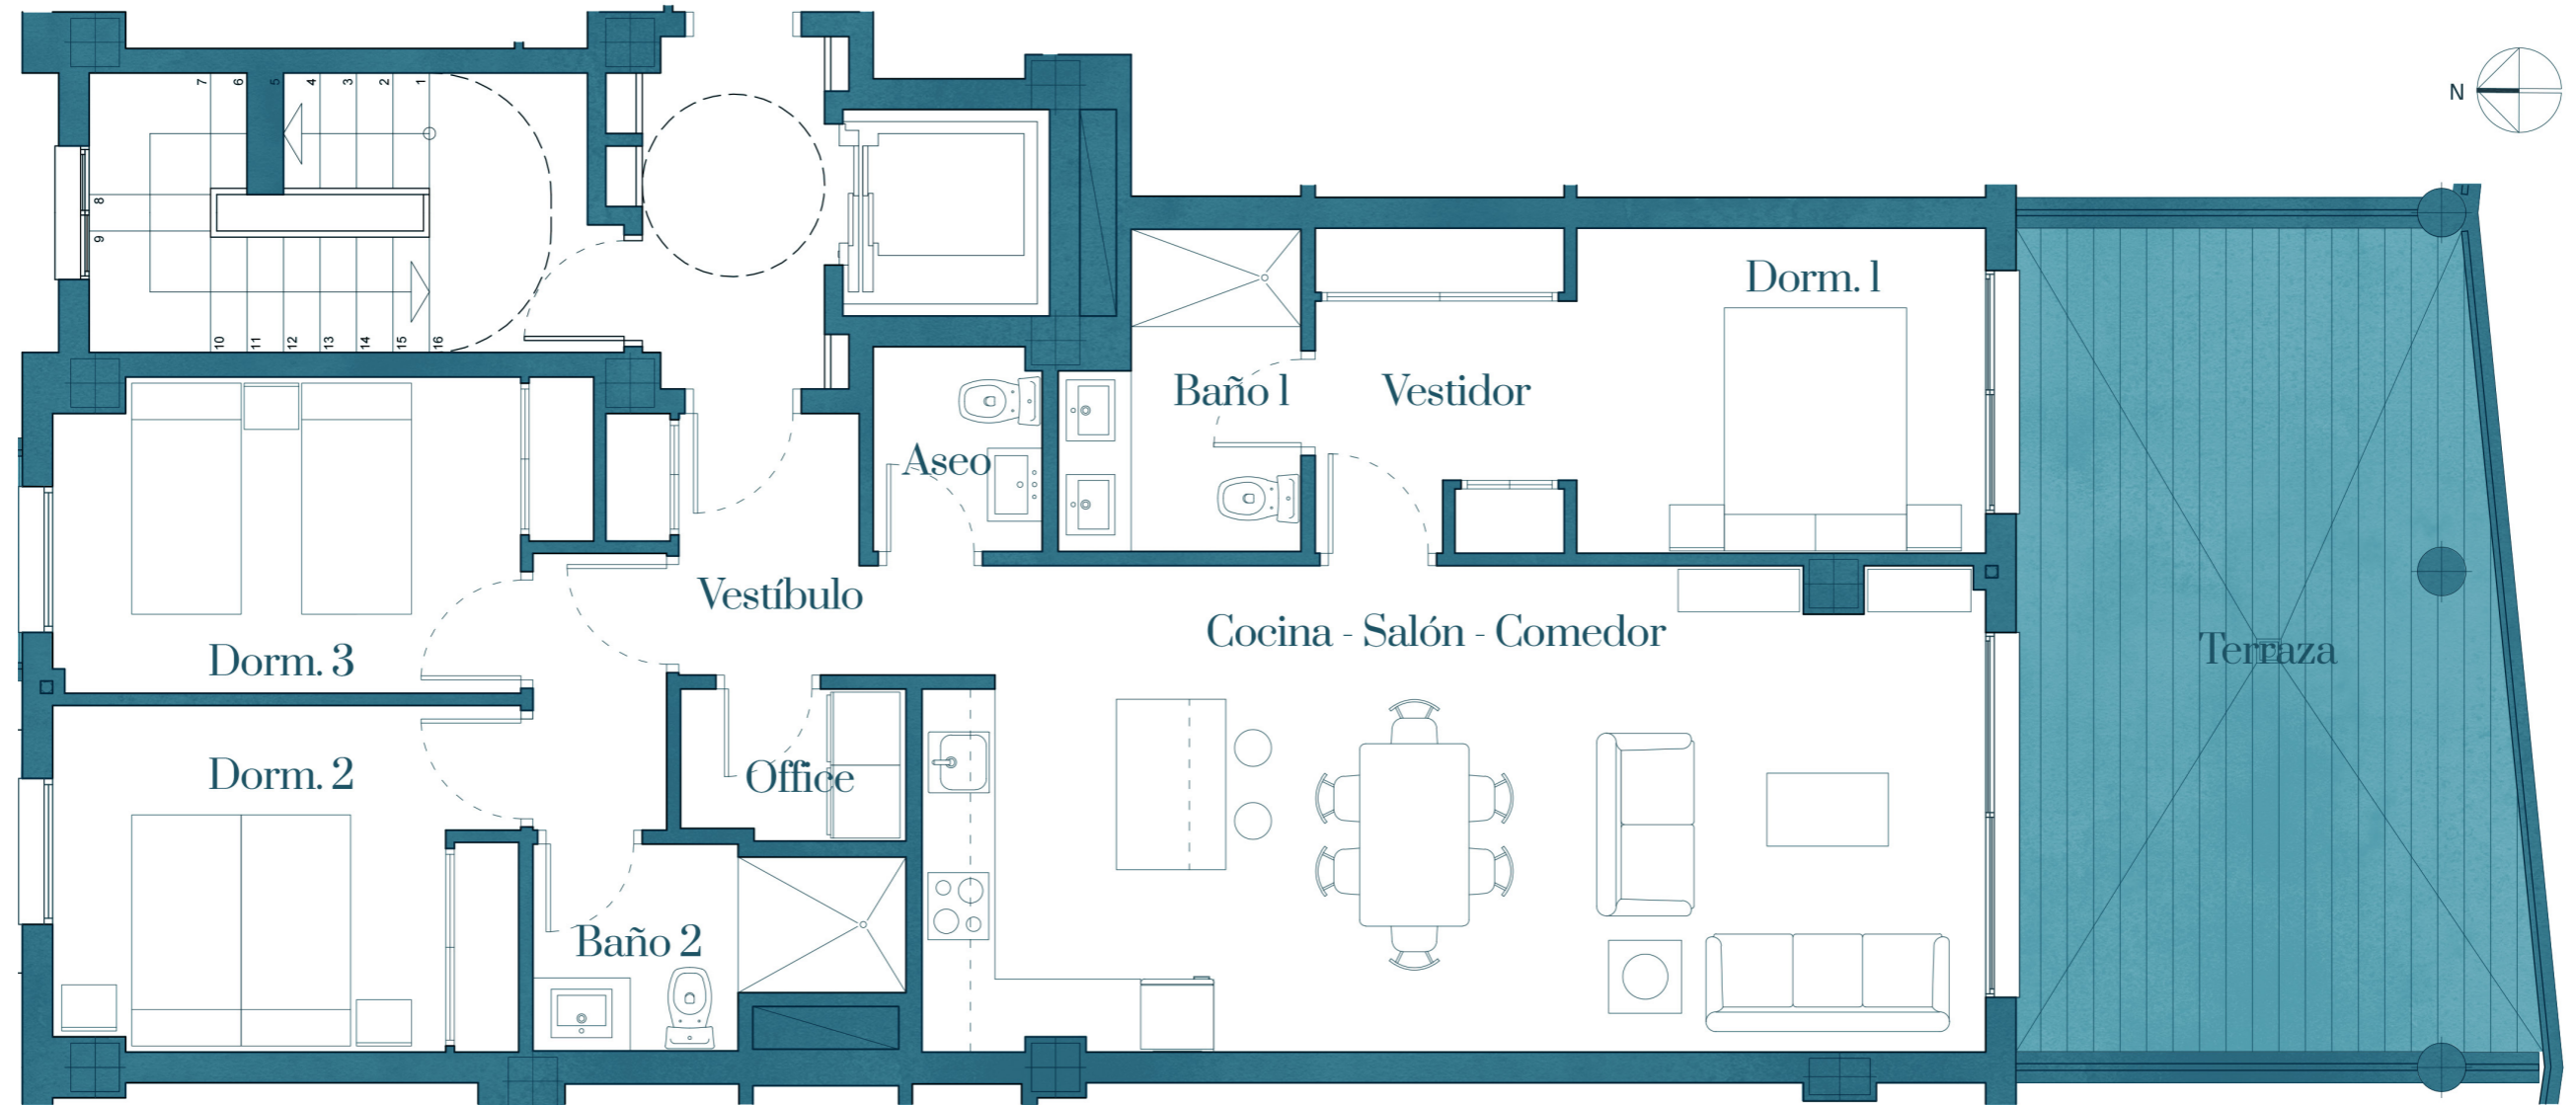 7 6 5 4 3 2 1
8
9
10 11 12 13 14 15 16
N
Dorm. 1
Baño 1
Vestidor
Aseo
Vestíbulo
Cocina - Salón - Comedor
Terraza
Dorm. 3
Dorm. 2
Office
Baño 2